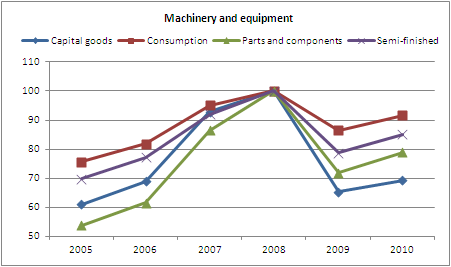 Machinery and equipment
Capital goods Consumption Parts and components Semi-finished
110
100
90
80
70
60
50
2005 2006 2007 2008 2009 2010